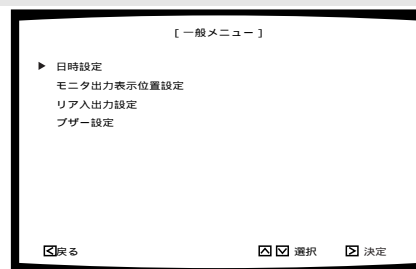 [一般メニュー]
▶ 日時設定
モニタ出力表示位置設定
リア入出力設定
ブザー設定
<戻る ∧ ∨ 選択 > 決定